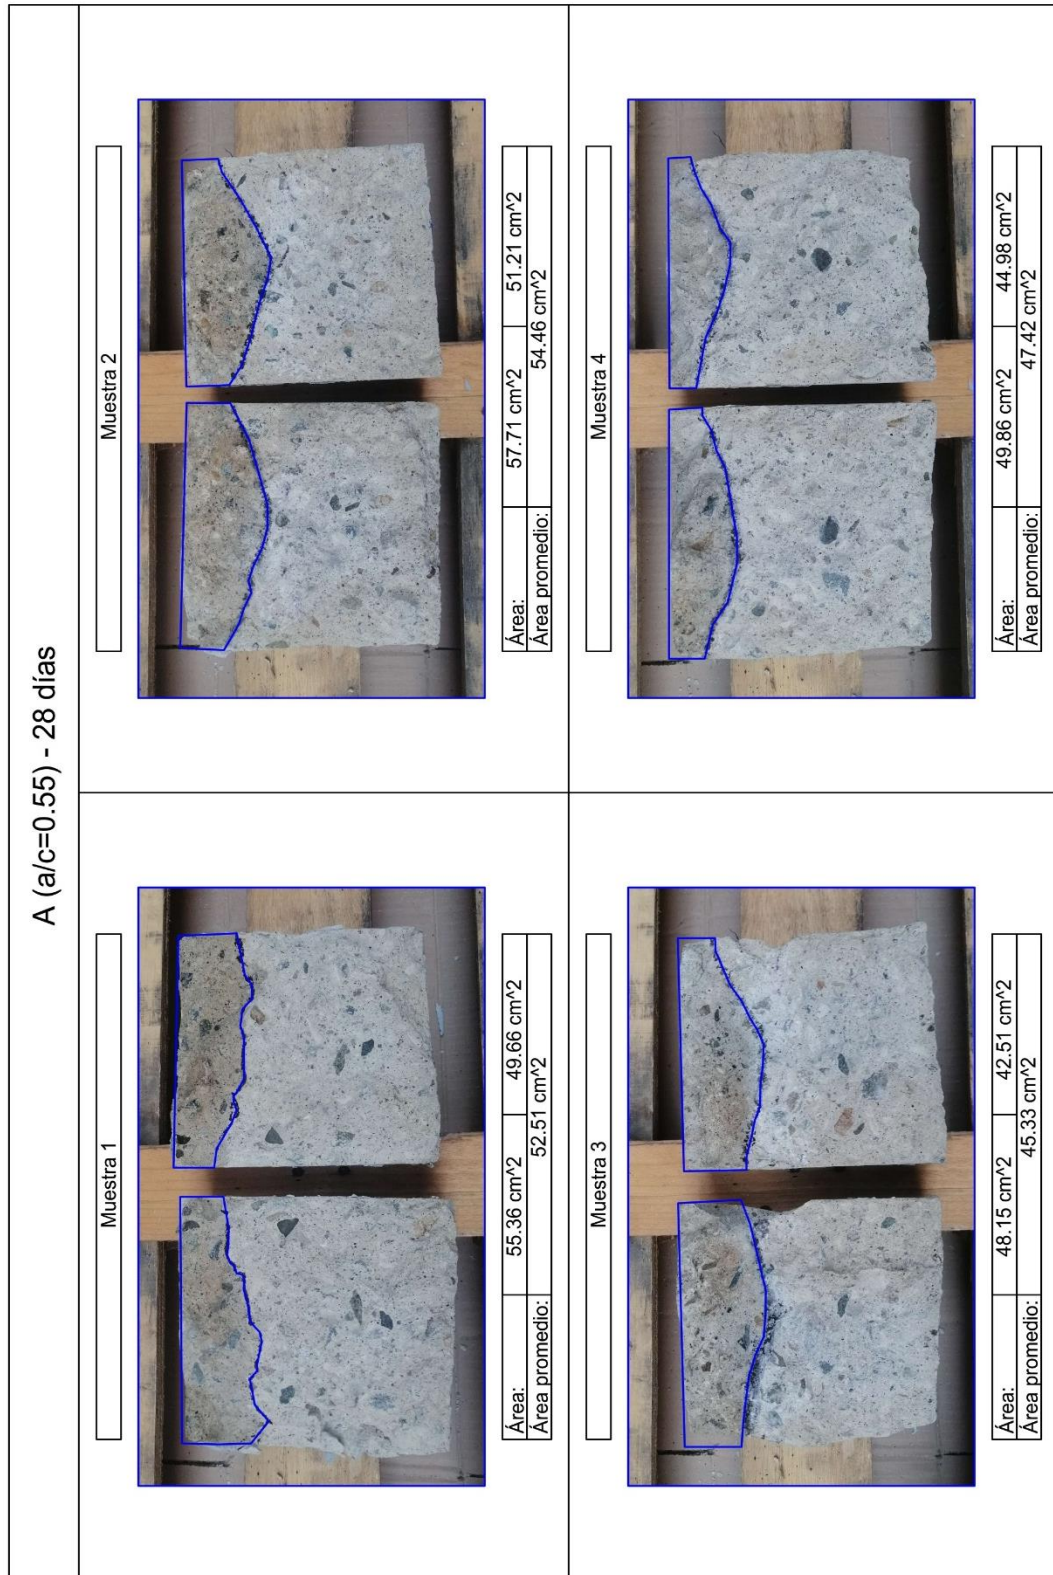 A (a/c=0.55) - 28 días
Muestra 1
Área: 55.36 cm^2 49.66 cm^2
Área promedio: 52.51 cm^2
Muestra 2
Área: 57.71 cm^2 51.21 cm^2
Área promedio: 54.46 cm^2
Muestra 3
Área: 48.15 cm^2 42.51 cm^2
Área promedio: 45.33 cm^2
Muestra 4
Área: 49.86 cm^2 44.98 cm^2
Área promedio: 47.42 cm^2